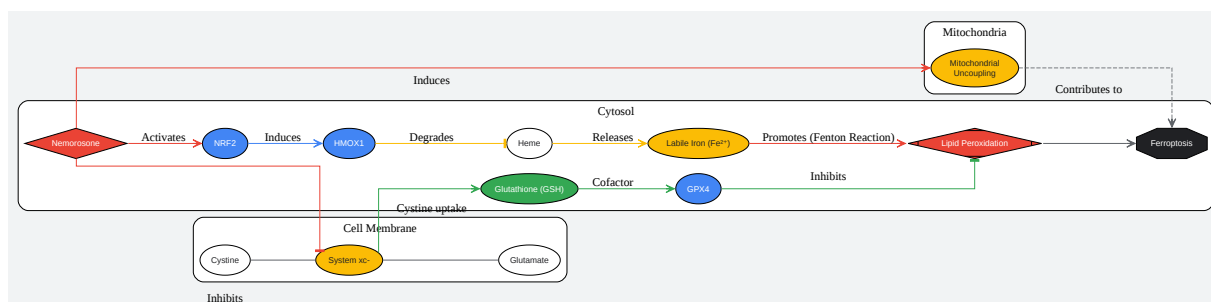 Mitochondria
Mitochondrial
Uncoupling
Induces
Contributes to
Cytosol
Nemorosone
Activates
NRF2
Induces
HMOX1
Degrades
Heme
Releases
Labile Iron (Fe²⁺)
Promotes (Fenton Reaction)
Lipid Peroxidation
Ferroptosis
Glutathione (GSH)
Cofactor
GPX4
Inhibits
Cystine uptake
Cell Membrane
Cystine
System xc-
Glutamate
Inhibits